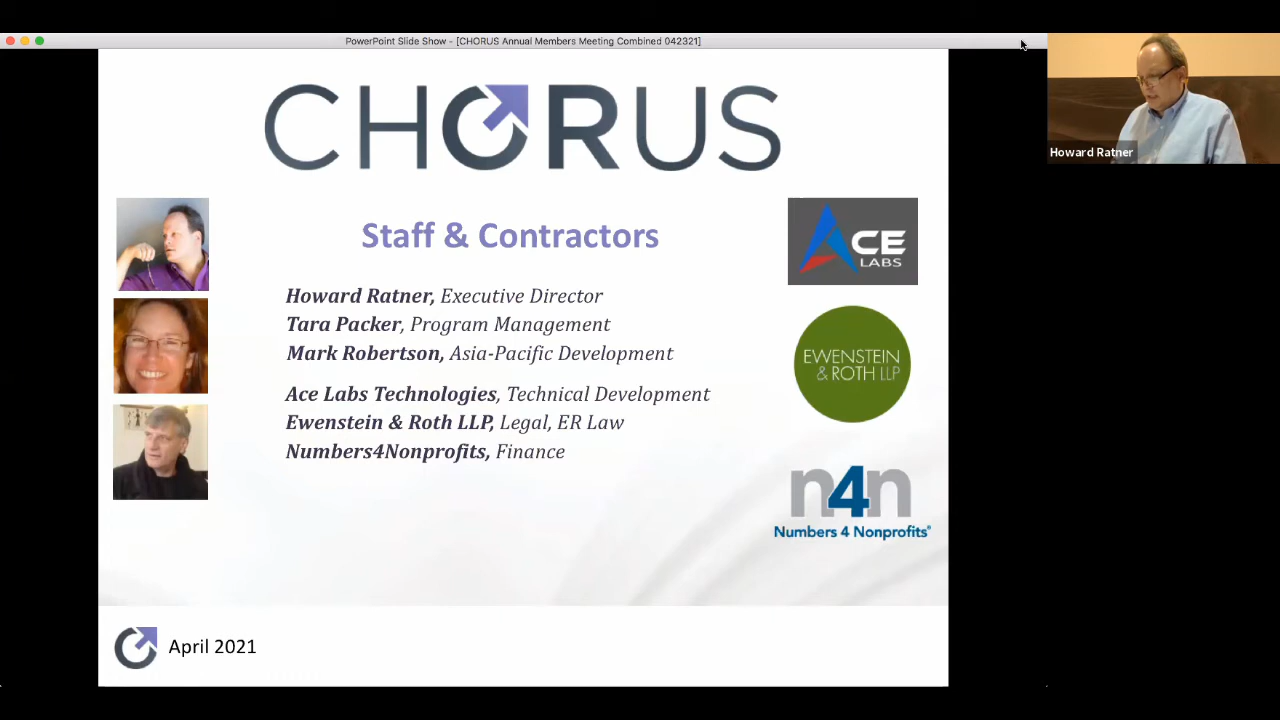 PowerPoint Slide Show - [CHORUS Annual Members Meeting Combined 042321]
CHORUS
Howard Ratner
Staff & Contractors
ACE
LABS
Howard Ratner, Executive Director
Tara Packer, Program Management
Mark Robertson, Asia-Pacific Development
EWENSTEIN
& ROTH LLP
Ace Labs Technologies, Technical Development
Ewenstein & Roth LLP, Legal, ER Law
Numbers4Nonprofits, Finance
n4n
Numbers 4 Nonprofits®
April 2021